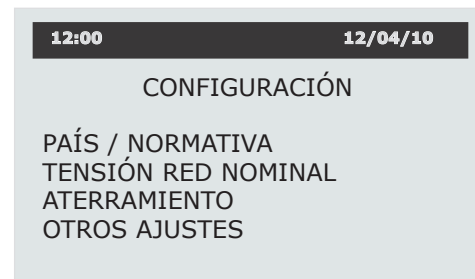 12:00 12/04/10
CONFIGURACIÓN
PAÍS / NORMATIVA
TENSIÓN RED NOMINAL
ATERRAMIENTO
OTROS AJUSTES